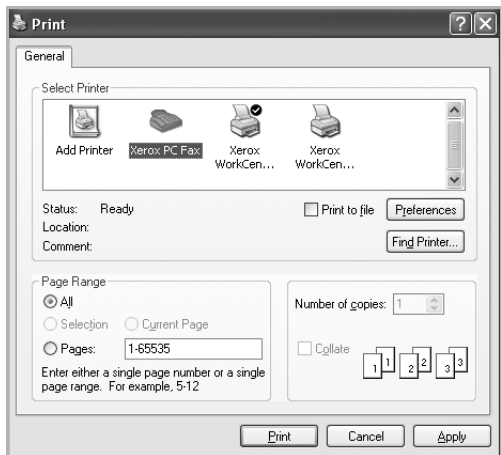 Print
General
Select Printer
Add Printer
Xerox PC Fax
Xerox WorkCen...
Xerox WorkCen...
Status: Ready
Location:
Comment:
Print to file
Preferences
Find Printer...
Page Range
All
Selection Current Page
Pages: 1-65535
Enter either a single page number or a single
page range. For example, 5-12
Number of copies: 1
Collate
1 1 2 2 3 3
Print Cancel Apply